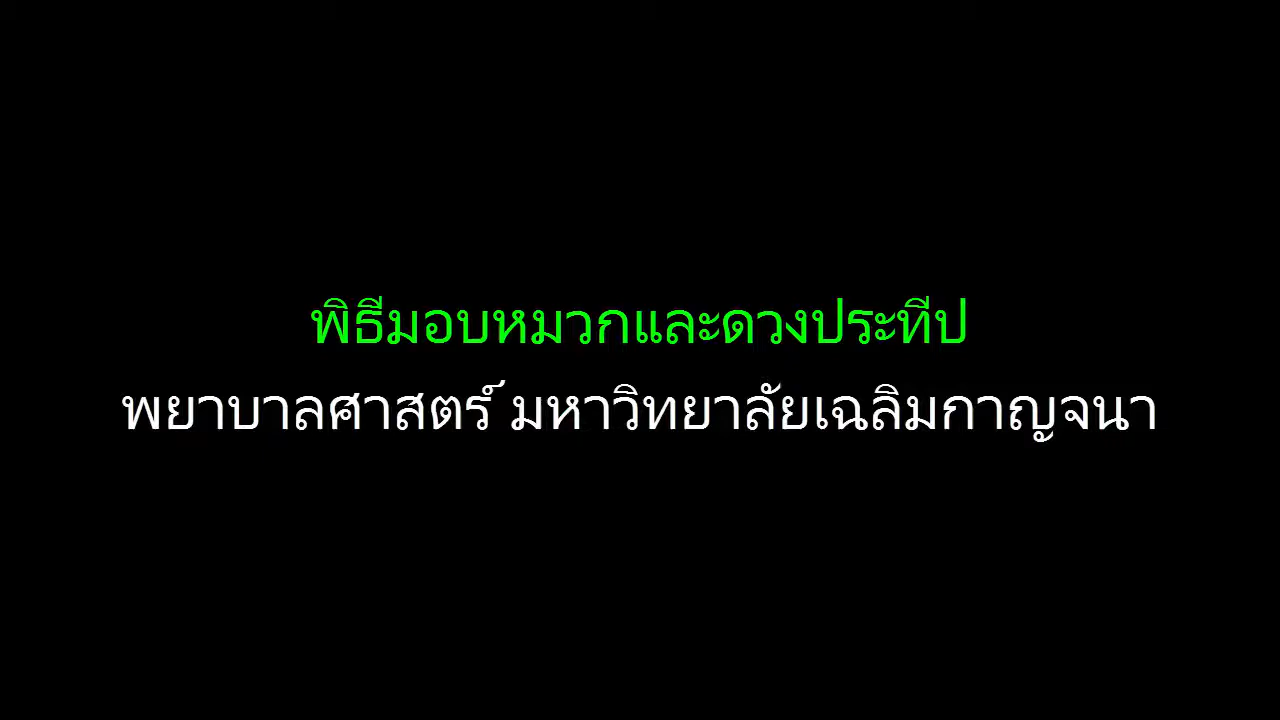 พิธีมอบหมวกและดวงประทีป
พยาบาลศาสตร์ มหาวิทยาลัยเฉลิมกาญจนา